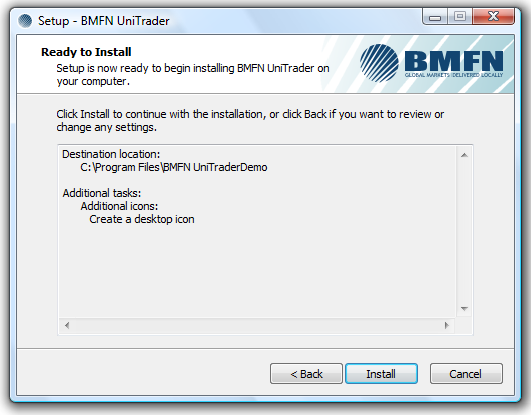 Setup - BMFN UniTrader
Ready to Install
Setup is now ready to begin installing BMFN UniTrader on
your computer.
BMFN
GLOBAL MARKETS DELIVERED LOCALLY
Click Install to continue with the installation, or click Back if you want to review or
change any settings.
Destination location:
C:\Program Files\BMFN UniTraderDemo
Additional tasks:
Additional icons:
Create a desktop icon
< Back
Install
Cancel